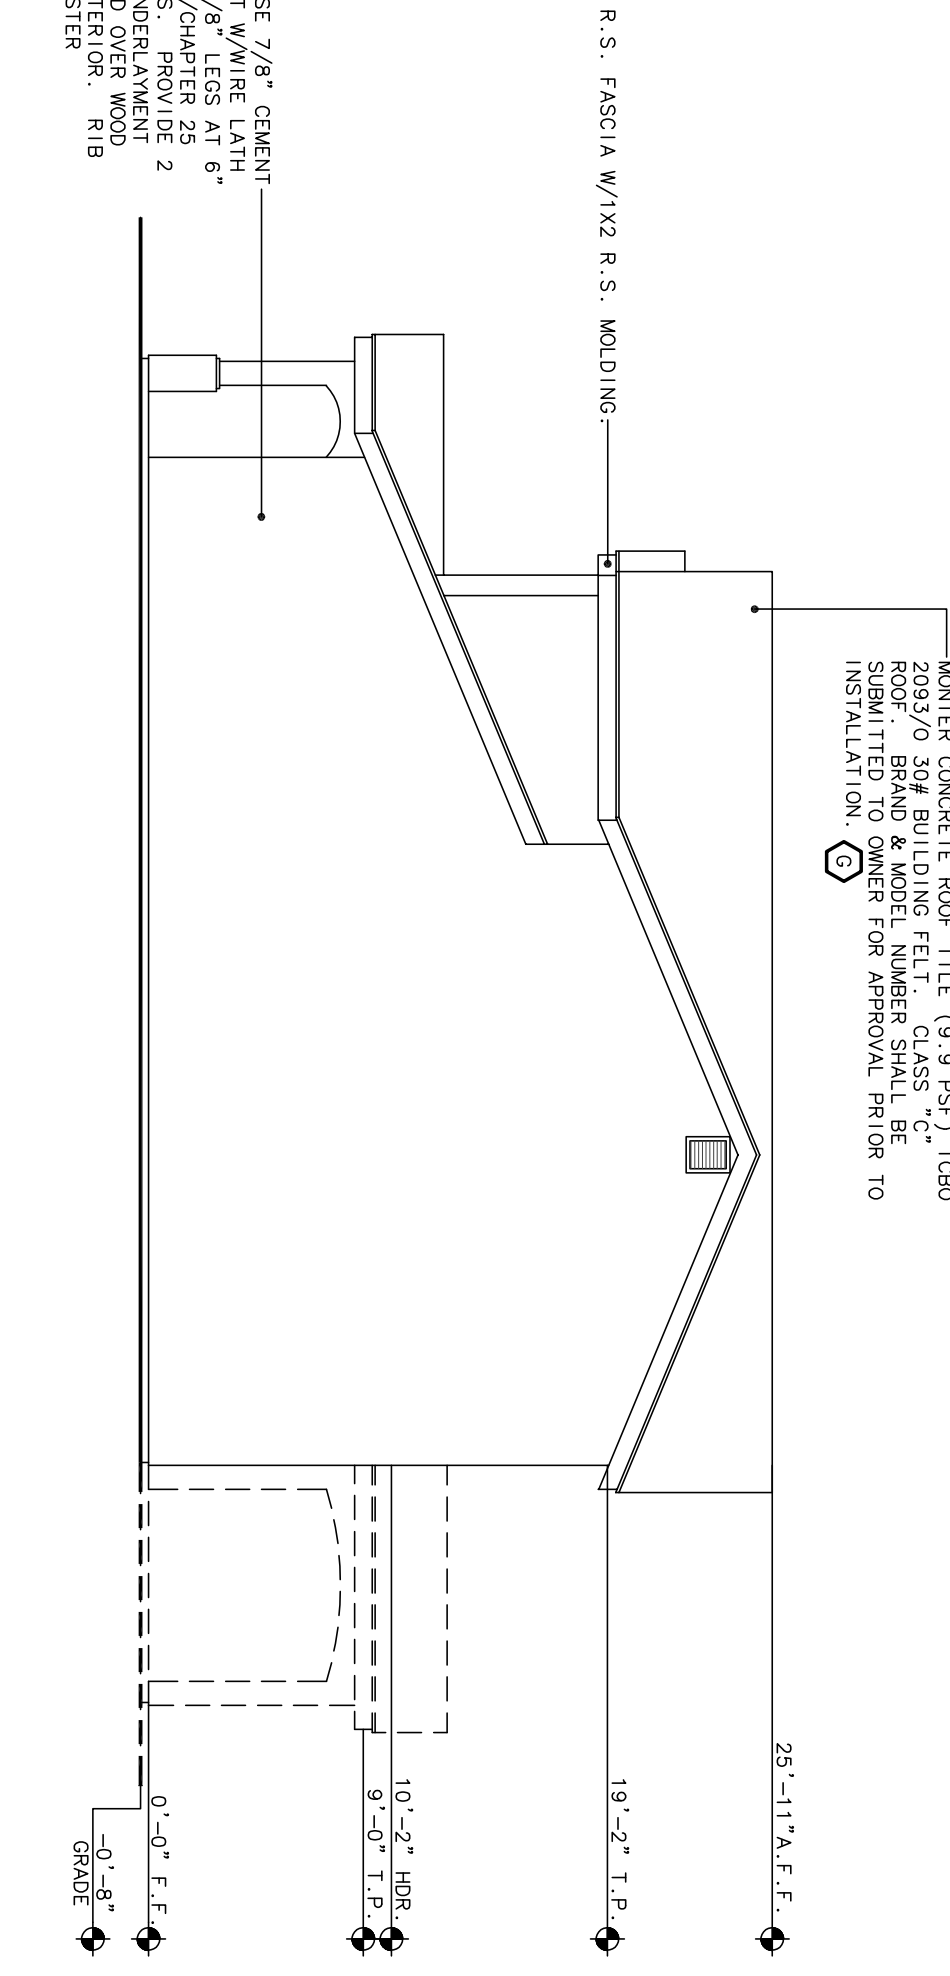 R.S. FASCIA W/1X2 R.S. MOLDING.
CONCRETE ROOF TILE (9.9 PSF)
2093/0 30# BUILDING FELT. CLASS "C"
ROOF. BRAND & MODEL NUMBER SHALL BE
SUBMITTED TO OWNER FOR APPROVAL PRIOR TO
INSTALLATION.
G
SE 7/8" CEMENT
T W/WIRE LATH
/8" LEGS AT 6"
/CHAPTER 25
S. PROVIDE 2
NDERLAYMENT
D OVER WOOD
TERIOR. RIB
STER
25'-11"A.F.F.
19'-2" T.P.
10'-2" HDR.
9'-0" T.P.
0'-0" F.F.
-0'-8"
GRADE